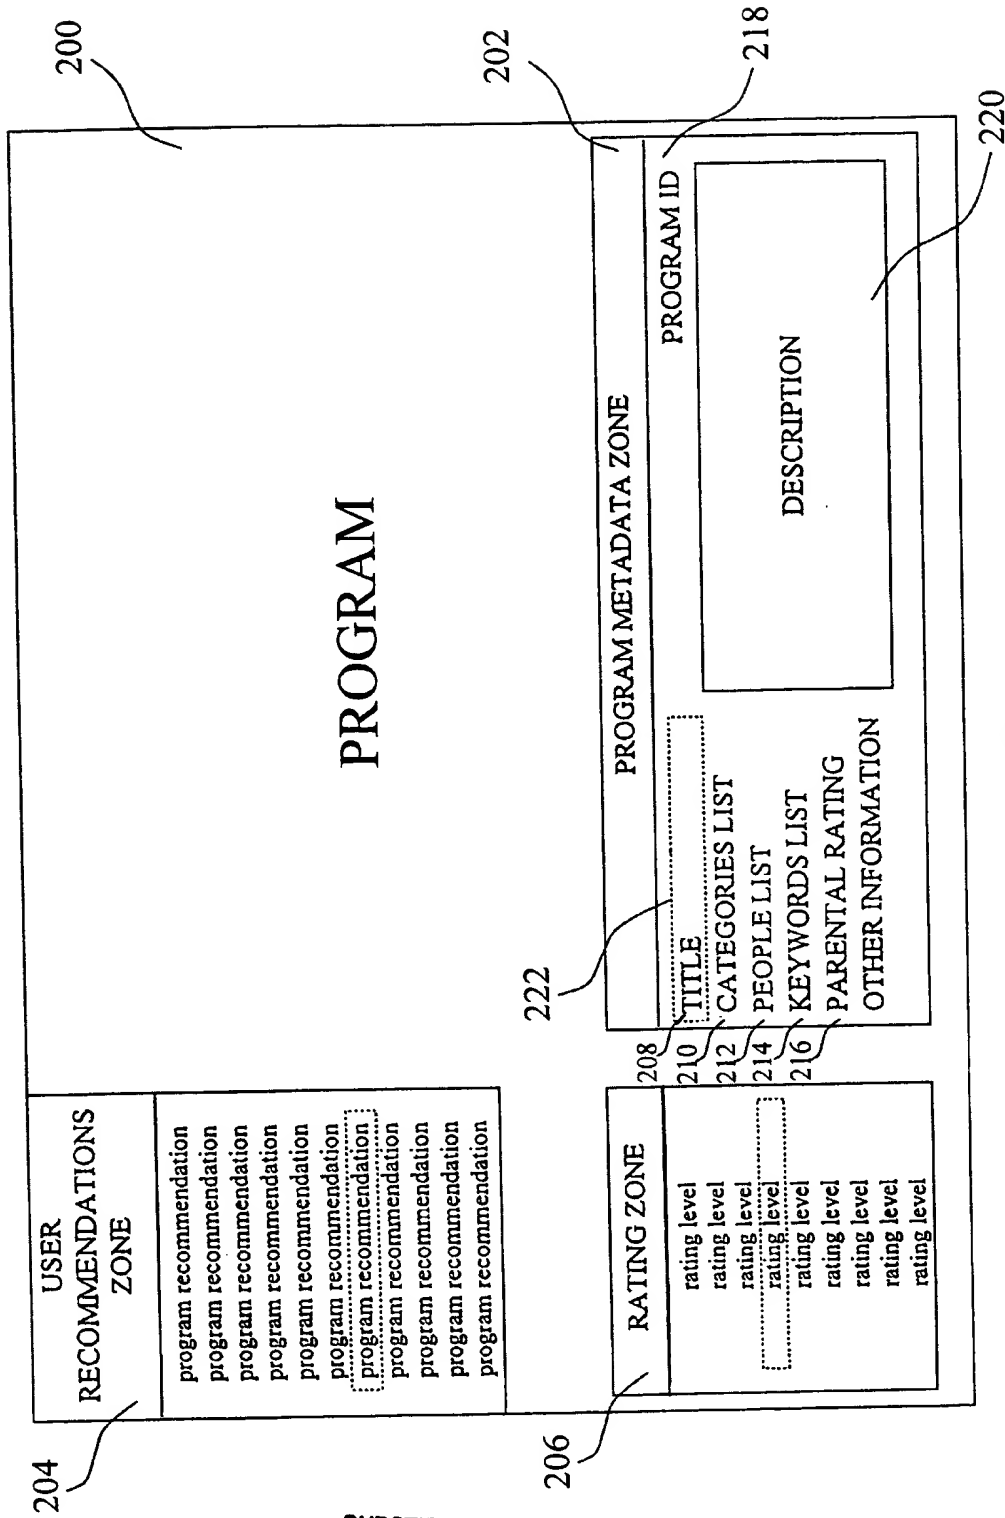 200
204
USER
RECOMMENDATIONS
ZONE
program recommendation
program recommendation
program recommendation
program recommendation
program recommendation
program recommendation
program recommendation
program recommendation
program recommendation
program recommendation
program recommendation
PROGRAM
202
218
206
RATING ZONE
rating level
rating level
rating level
rating level
rating level
rating level
rating level
rating level
rating level
222
PROGRAM METADATA ZONE
208
TITLE
210
CATEGORIES LIST
212
PEOPLE LIST
214
KEYWORDS LIST
216
PARENTAL RATING
OTHER INFORMATION
PROGRAM ID
DESCRIPTION
220